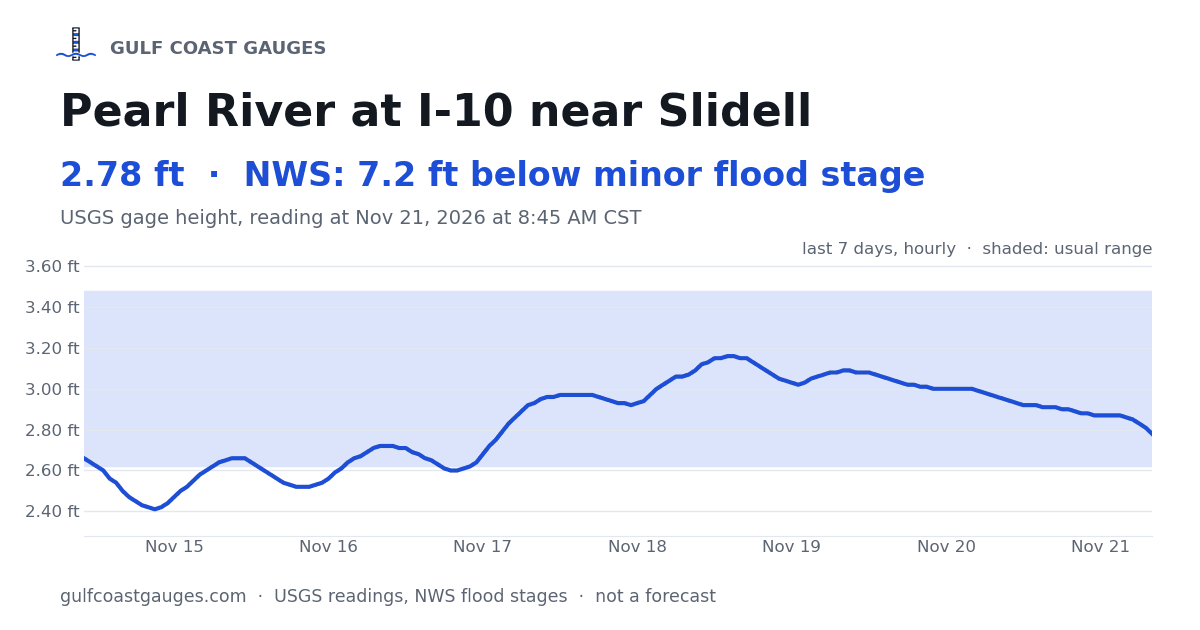 GULF COAST GAUGES
Pearl River at I-10 near Slidell
2.78 ft · NWS: 7.2 ft below minor flood stage
USGS gage height, reading at Nov 21, 2026 at 8:45 AM CST
last 7 days, hourly · shaded: usual range
3.60 ft
3.40 ft
3.20 ft
3.00 ft
2.80 ft
2.60 ft
2.40 ft
Nov 15 Nov 16 Nov 17 Nov 18 Nov 19 Nov 20 Nov 21
gulfcoastgauges.com · USGS readings, NWS flood stages · not a forecast